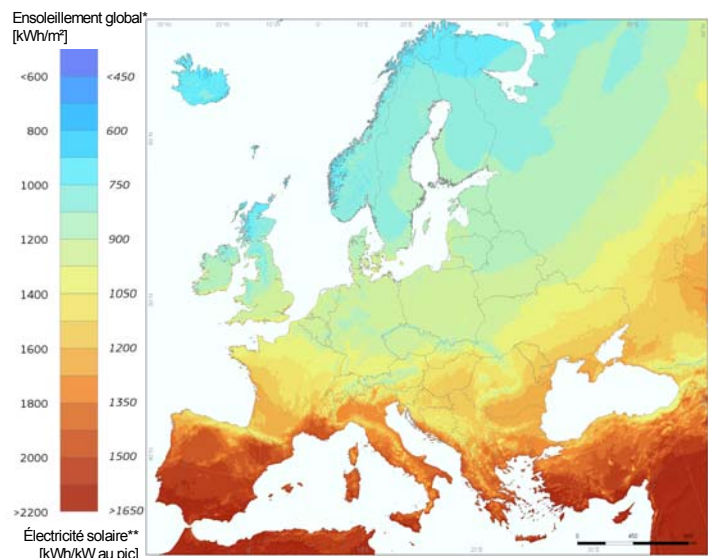 Ensoleillement global*
[kWh/m²]
<600 <450
800 600
1000 750
1200 900
1400 1050
1600 1200
1800 1350
2000 1500
>2200 >1650
Électricité solaire**
[kWh/kW au pic]